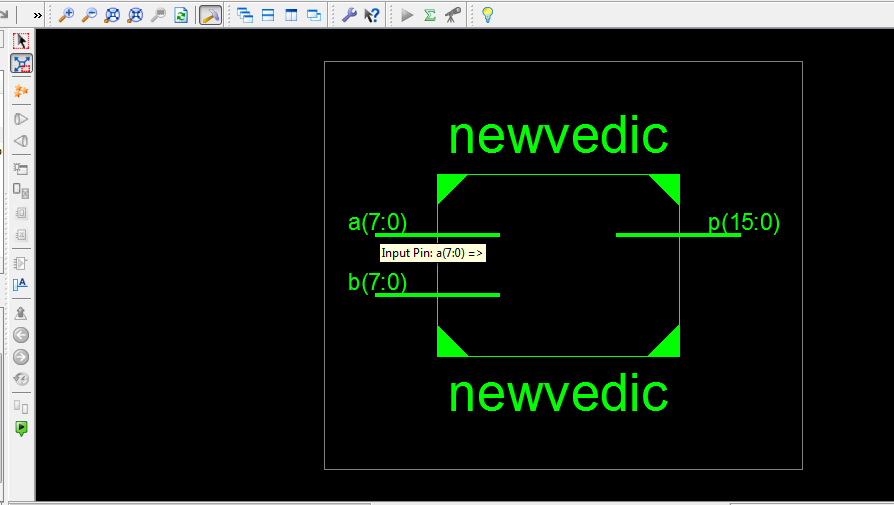 newvedic
a(7:0)
p(15:0)
Input Pin: a(7:0) =>
b(7:0)
newvedic